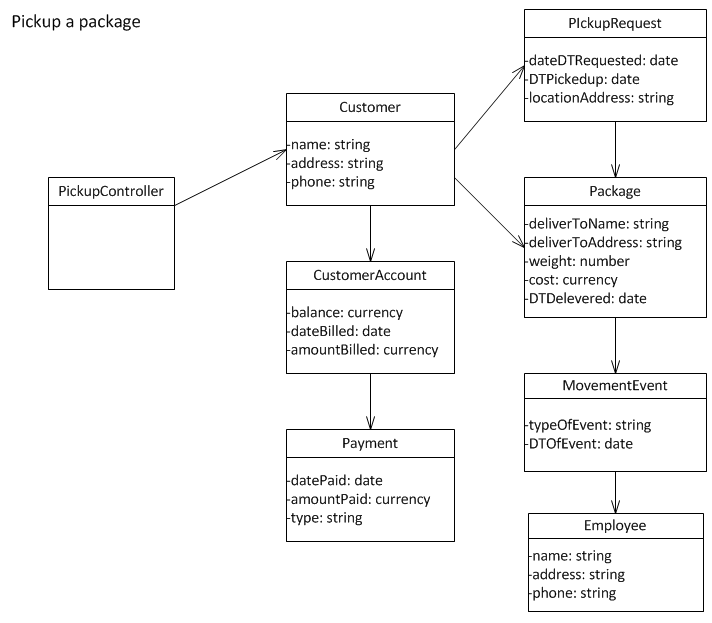 Pickup a package
PIckupRequest
-dateDTRequested: date
-DTPickedup: date
-locationAddress: string
Customer
-name: string
-address: string
-phone: string
PickupController
Package
-deliverToName: string
-deliverToAddress: string
-weight: number
-cost: currency
-DTDelevered: date
CustomerAccount
-balance: currency
-dateBilled: date
-amountBilled: currency
MovementEvent
-typeOfEvent: string
-DTOfEvent: date
Payment
-datePaid: date
-amountPaid: currency
-type: string
Employee
-name: string
-address: string
-phone: string